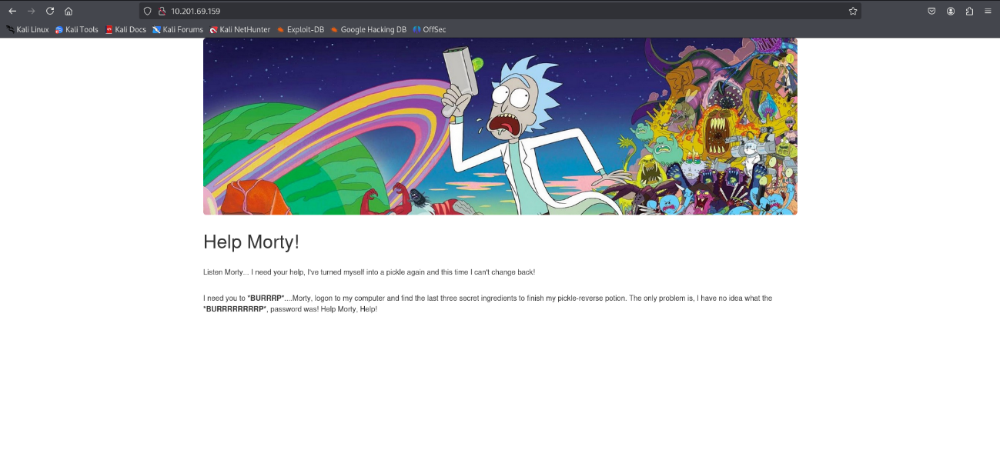 10.201.69.159
Kali Linux Kali Tools Kali Docs Kali Forums Kali NetHunter Exploit-DB Google Hacking DB OffSec
Help Morty!
Listen Morty... I need your help, I've turned myself into a pickle again and this time I can't change back!
I need you to *BURRRP*....Morty, logon to my computer and find the last three secret ingredients to finish my pickle-reverse potion. The only problem is, I have no idea what the
*BURRRRRRRRP*, password was! Help Morty, Help!